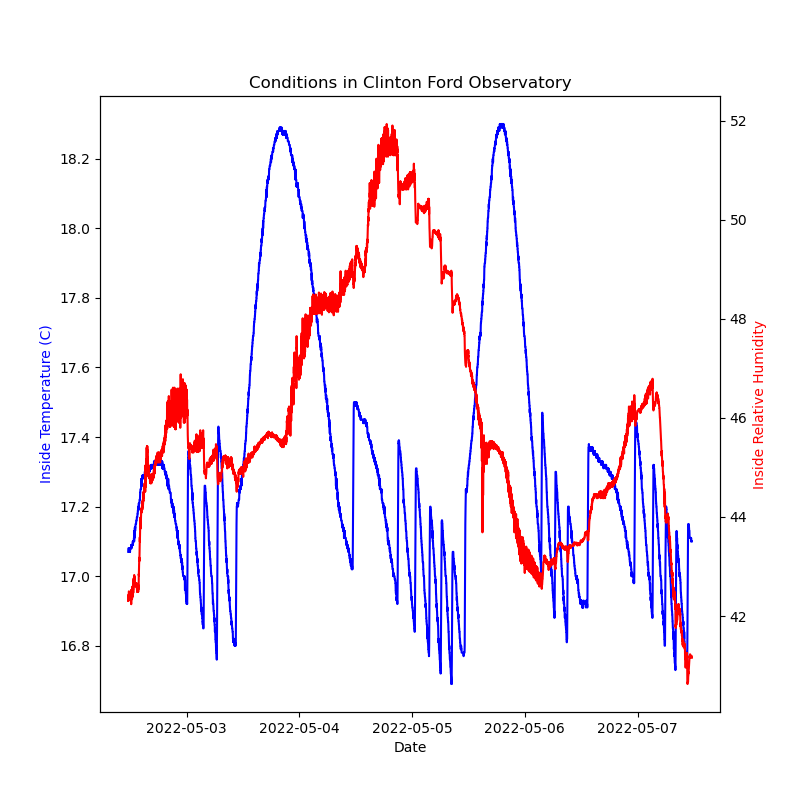 Conditions in Clinton Ford Observatory
Inside Temperature (C)
18.2
18.0
17.8
17.6
17.4
17.2
17.0
16.8
52
50
48
46
44
42
Inside Relative Humidity
2022-05-03 2022-05-04 2022-05-05 2022-05-06 2022-05-07
Date